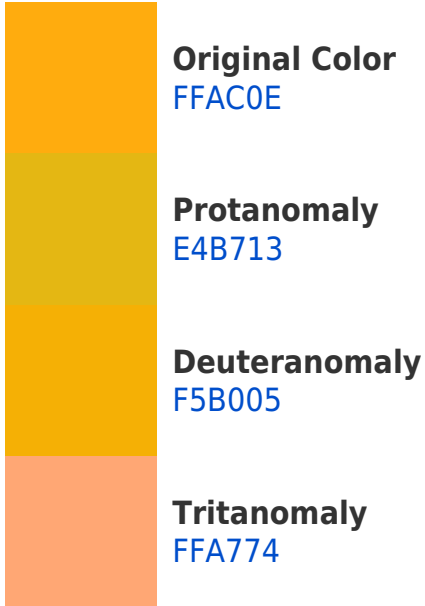 Original Color
FFAC0E
Protanomaly
E4B713
Deuteranomaly
F5B005
Tritanomaly
FFA774